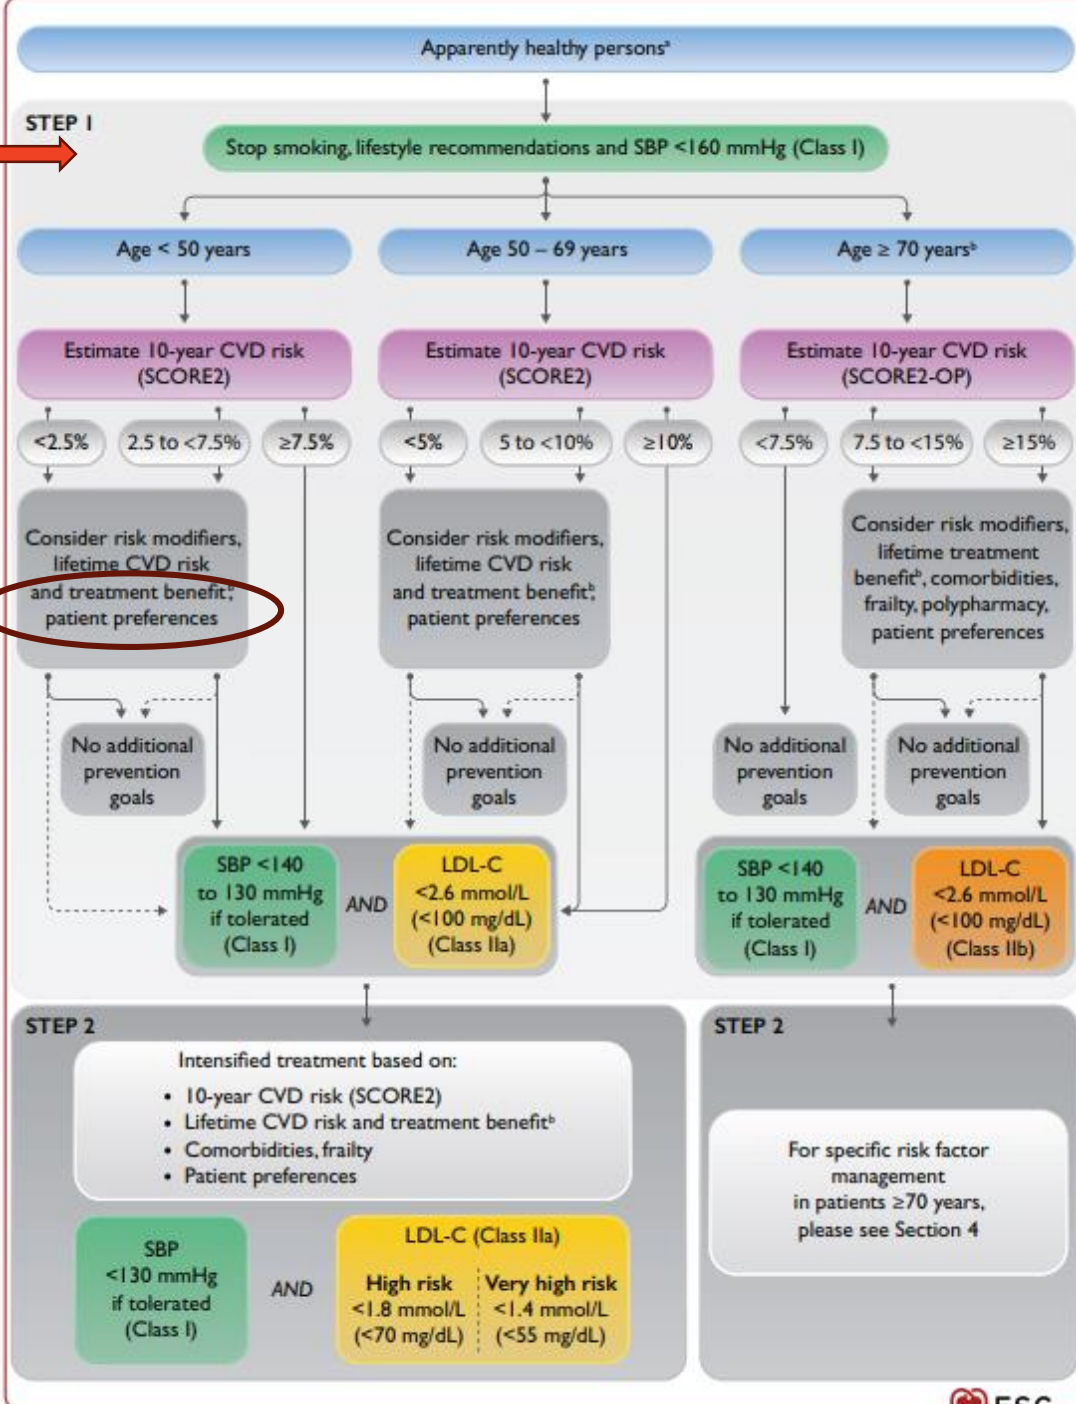 Apparently healthy personsᵃ
STEP 1
Stop smoking, lifestyle recommendations and SBP <160 mmHg (Class I)
Age < 50 years
Age 50 – 69 years
Age ≥ 70 yearsᵇ
Estimate 10-year CVD risk
(SCORE2)
Estimate 10-year CVD risk
(SCORE2)
Estimate 10-year CVD risk
(SCORE2-OP)
<2.5%
2.5 to <7.5%
≥7.5%
<5%
5 to <10%
≥10%
<7.5%
7.5 to <15%
≥15%
Consider risk modifiers,
lifetime CVD risk
and treatment benefitᵇ,
patient preferences
Consider risk modifiers,
lifetime CVD risk
and treatment benefitᵇ,
patient preferences
Consider risk modifiers,
lifetime treatment
benefitᵇ, comorbidities,
frailty, polypharmacy,
patient preferences
No additional
prevention
goals
No additional
prevention
goals
No additional
prevention
goals
No additional
prevention
goals
SBP <140
to 130 mmHg
if tolerated
(Class I)
AND
LDL-C
<2.6 mmol/L
(<100 mg/dL)
(Class IIa)
SBP <140
to 130 mmHg
if tolerated
(Class I)
AND
LDL-C
<2.6 mmol/L
(<100 mg/dL)
(Class IIb)
STEP 2
Intensified treatment based on:
• 10-year CVD risk (SCORE2)
• Lifetime CVD risk and treatment benefitᵇ
• Comorbidities, frailty
• Patient preferences
SBP
<130 mmHg
if tolerated
(Class I)
AND
LDL-C (Class IIa)
High risk
<1.8 mmol/L
(<70 mg/dL)
Very high risk
<1.4 mmol/L
(<55 mg/dL)
STEP 2
For specific risk factor
management
in patients ≥70 years,
please see Section 4
ESC